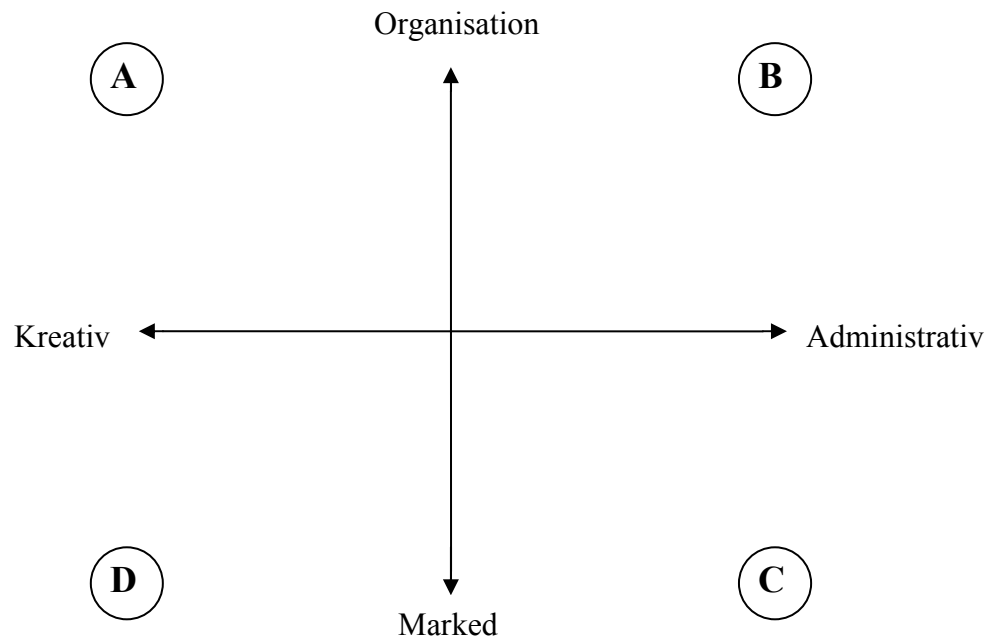 Organisation
A
B
Kreativ
Administrativ
D
C
Marked